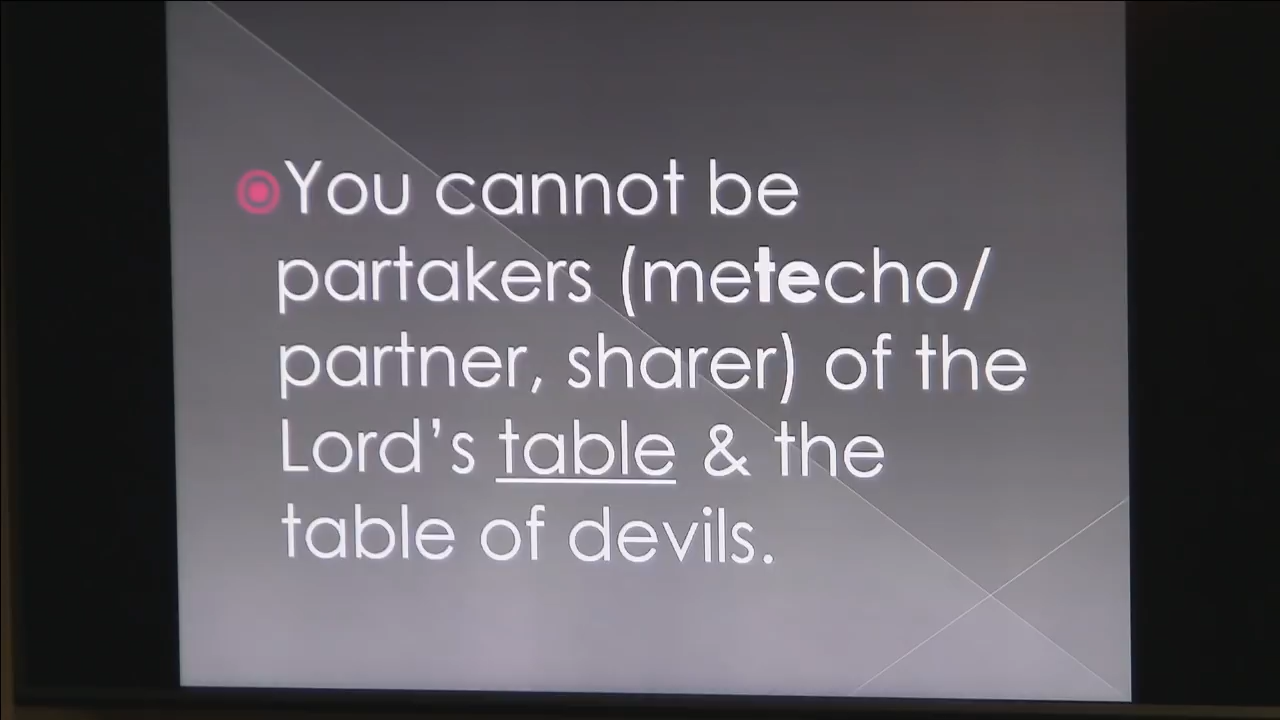 You cannot be
partakers (metecho/
partner, sharer) of the
Lord’s table & the
table of devils.